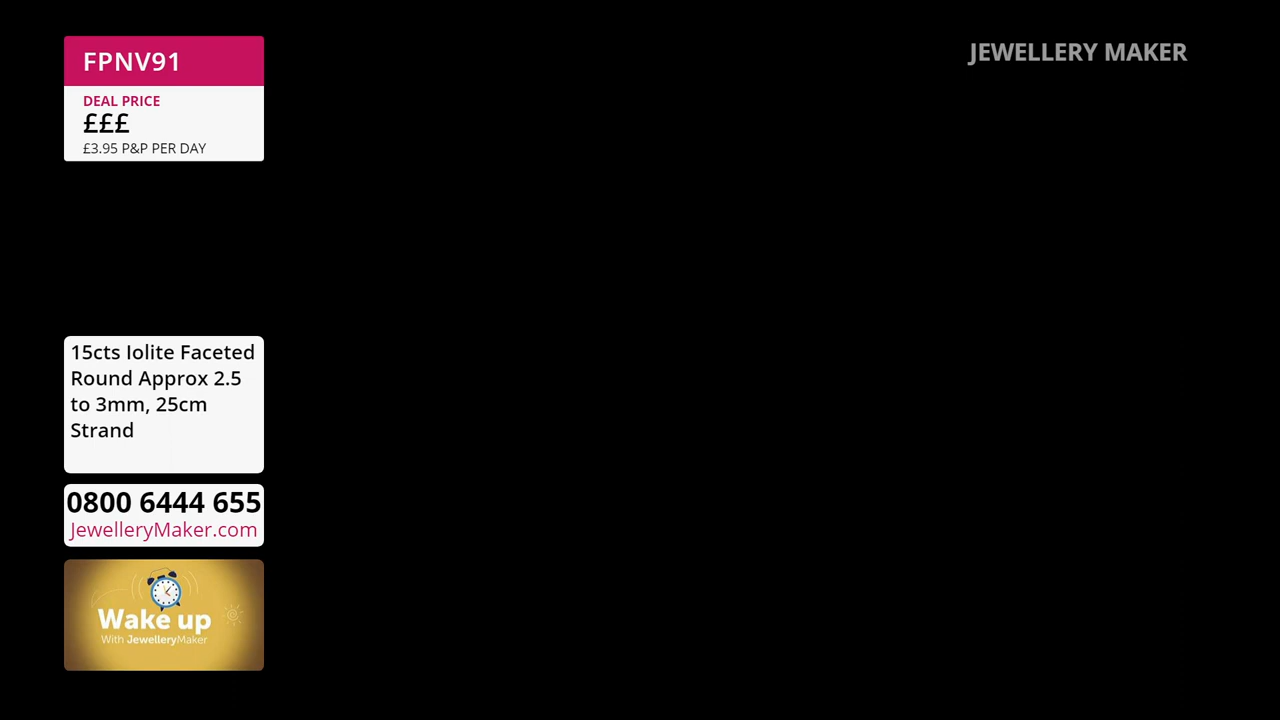 FPNV91
DEAL PRICE
£££
£3.95 P&P PER DAY
JEWELLERY MAKER
15cts Iolite Faceted
Round Approx 2.5
to 3mm, 25cm
Strand
0800 6444 655
JewelleryMaker.com
Wake up
With JewelleryMaker